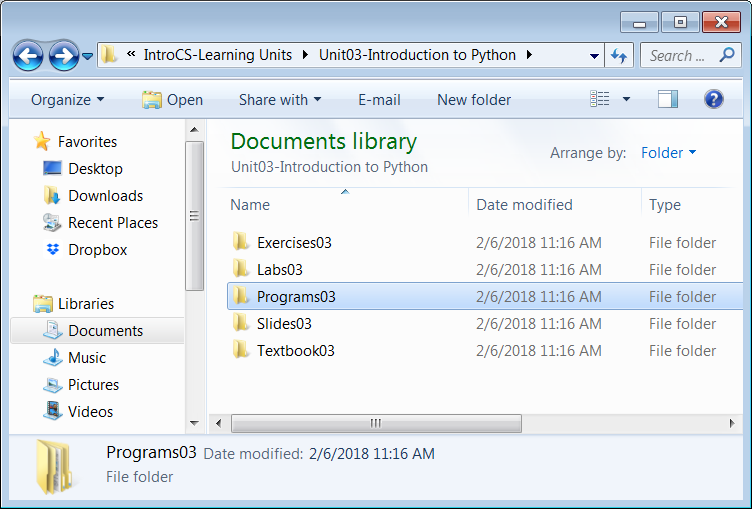 « IntroCS-Learning Units Unit03-Introduction to Python Search ...
Organize Open Share with E-mail New folder
Favorites
Desktop
Downloads
Recent Places
Dropbox
Libraries
Documents
Music
Pictures
Videos
Documents library
Unit03-Introduction to Python
Arrange by: Folder
Name Date modified Type
Exercises03 2/6/2018 11:16 AM File folder
Labs03 2/6/2018 11:16 AM File folder
Programs03 2/6/2018 11:16 AM File folder
Slides03 2/6/2018 11:16 AM File folder
Textbook03 2/6/2018 11:16 AM File folder
Programs03 Date modified: 2/6/2018 11:16 AM
File folder